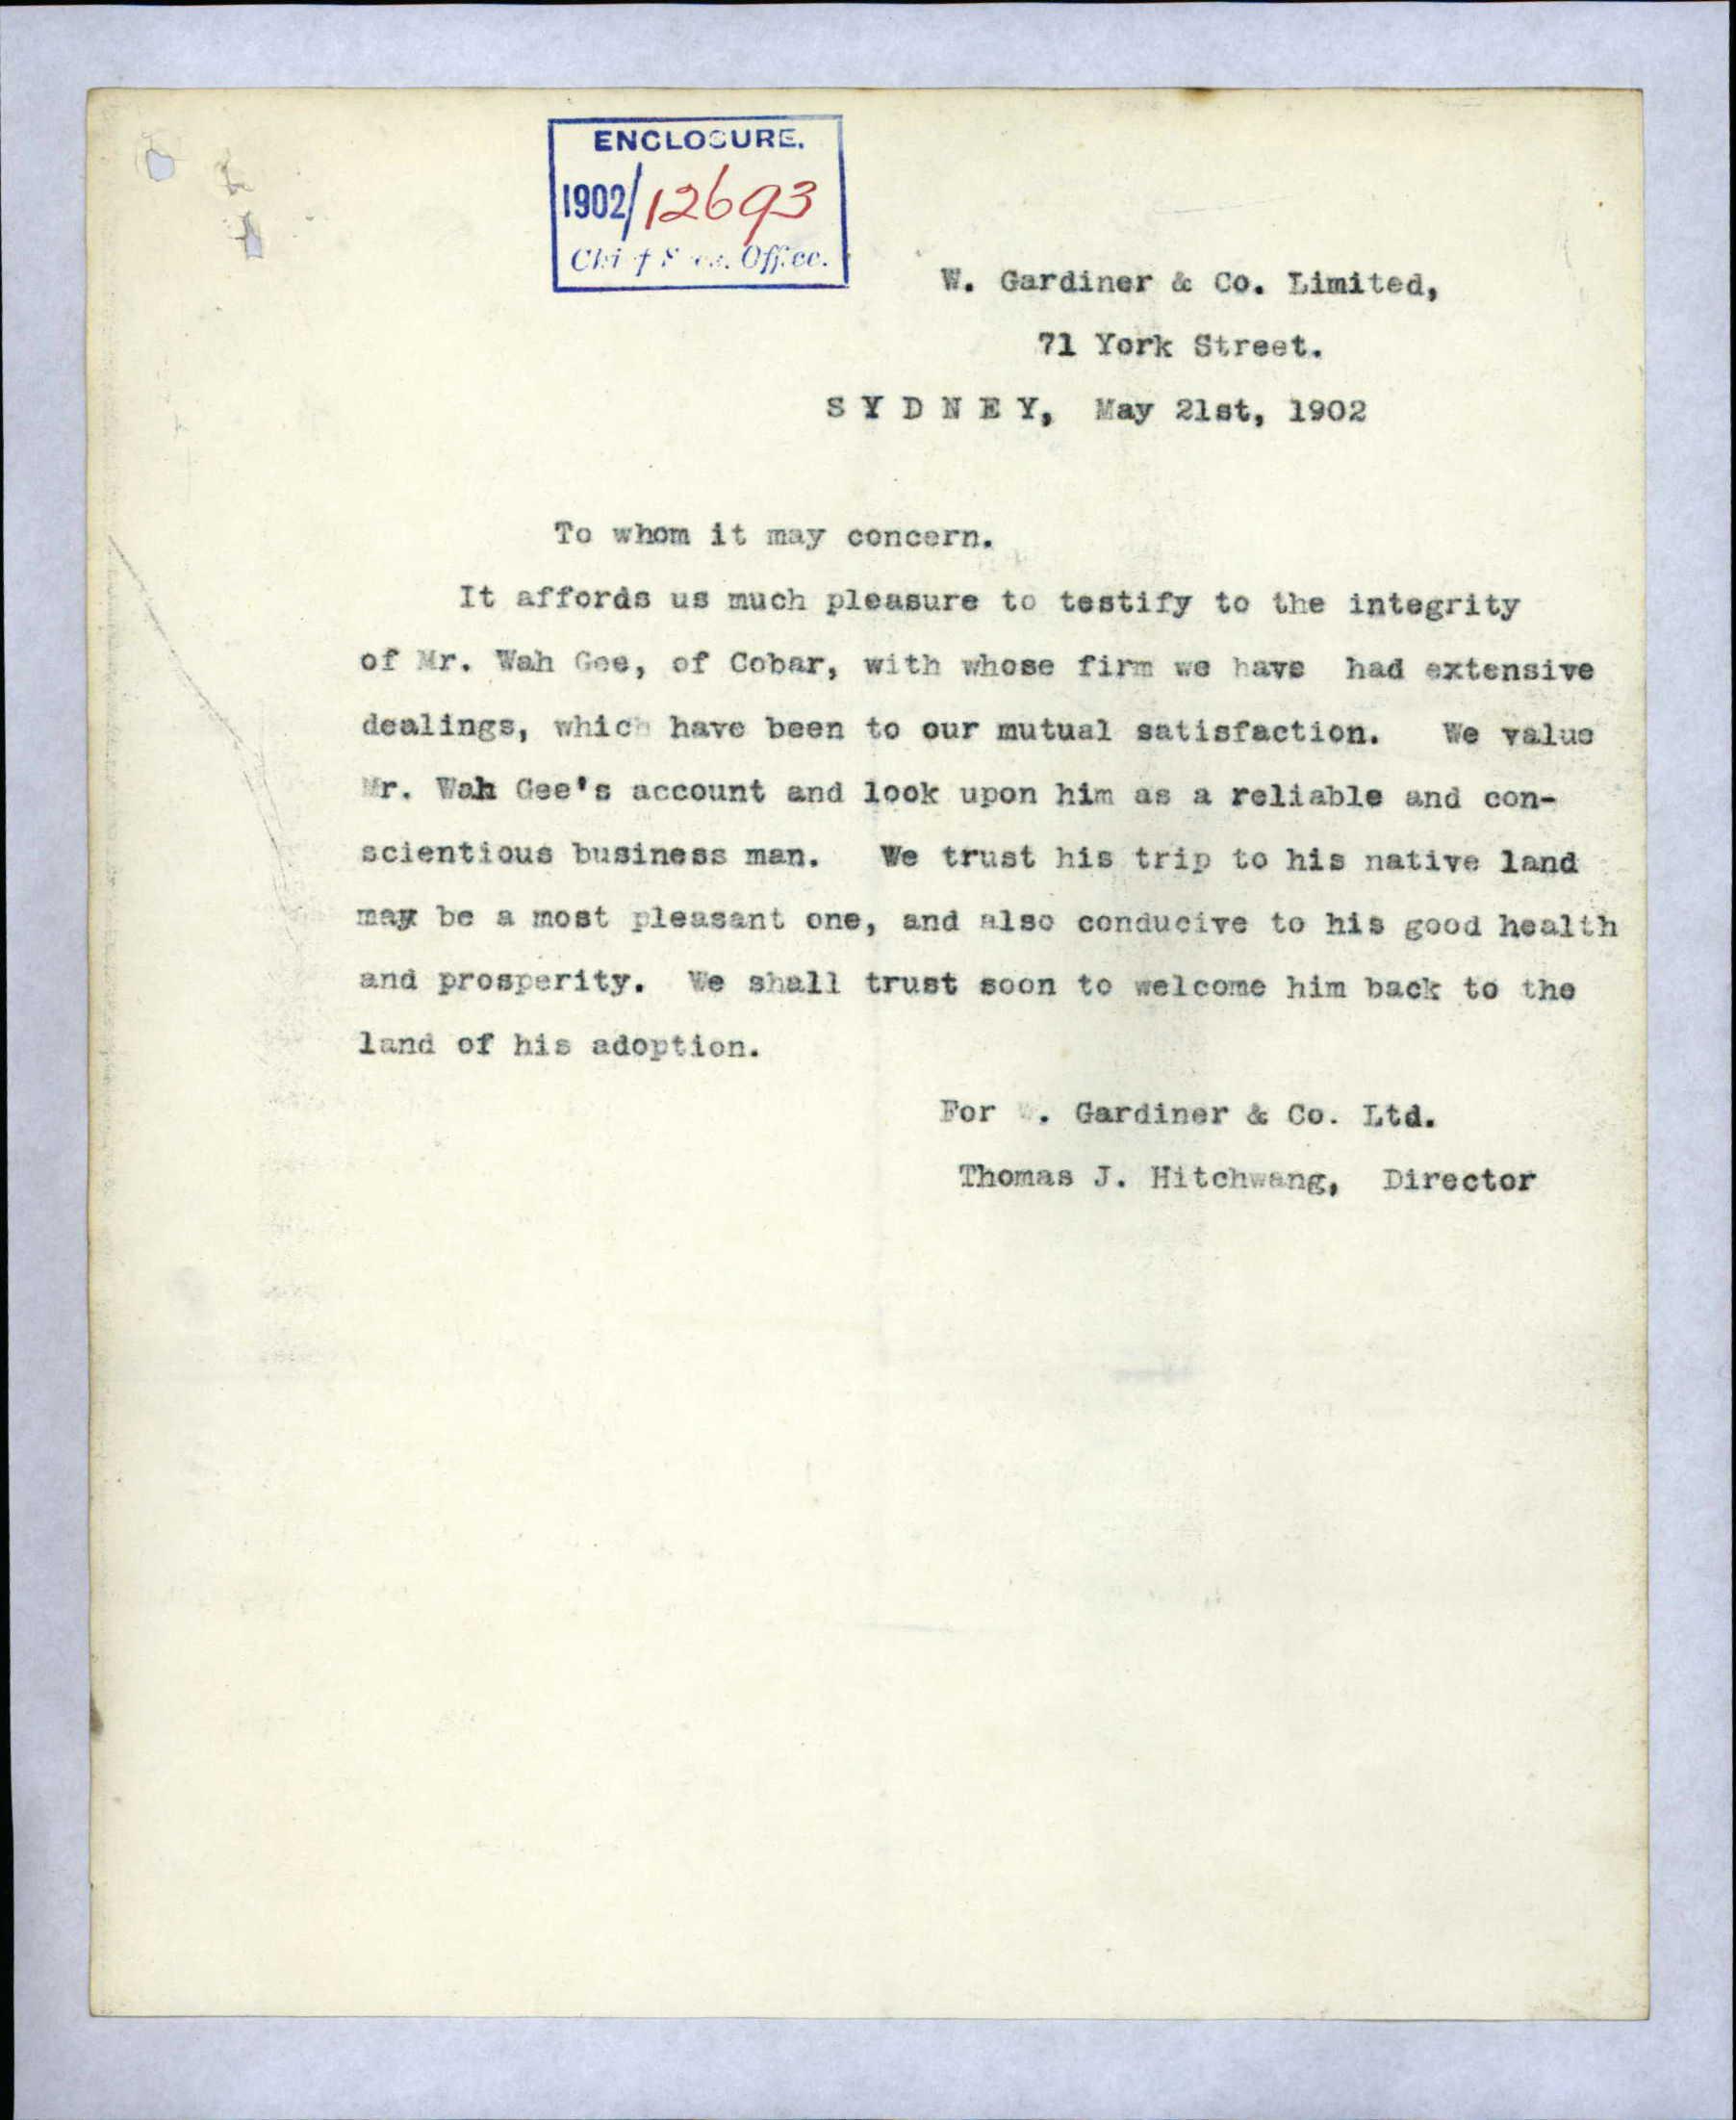 ENCLOSURE.
1902/12693
Office.
W. Gardiner & Co. Limited,
71 York Street.
SYDNEY, May 21st, 1902
To whom it may concern.
It affords us much pleasure to testify to the integrity
of Mr. Wah Gee, of Cobar, with whose firm we have had extensive
dealings, which have been to our mutual satisfaction. We value
Mr. Wah Gee's account and look upon him as a reliable and con-
scientious business man. We trust his trip to his native land
may be a most pleasant one, and also conducive to his good health
and prosperity. We shall trust soon to welcome him back to the
land of his adoption.
For W. Gardiner & Co. Ltd.
Thomas J. Hitchwang, Director